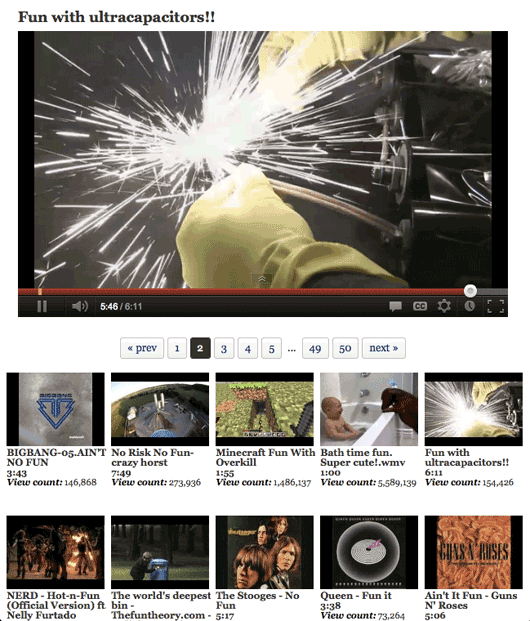 Fun with ultracapacitors!!
5:46 / 6:11
CC
« prev 1 2 3 4 5 ... 49 50 next »
BIGBANG
BIGBANG-05.AIN'T
NO FUN
3:43
View count: 146,868
No Risk No Fun-
crazy horst
7:49
View count: 273,936
Minecraft Fun With
Overkill
1:55
View count: 1,486,137
Bath time fun.
Super cute!.wmv
1:00
View count: 5,589,139
Fun with
ultracapacitors!!
6:11
View count: 154,426
GUNS N' ROSES
NERD - Hot-n-Fun
(Official Version) ft
Nelly Furtado
The world's deepest
bin -
Thefuntheory.com -
The Stooges - No
Fun
5:17
Queen - Fun it
3:38
View count: 73,264
Ain't It Fun - Guns
N' Roses
5:06